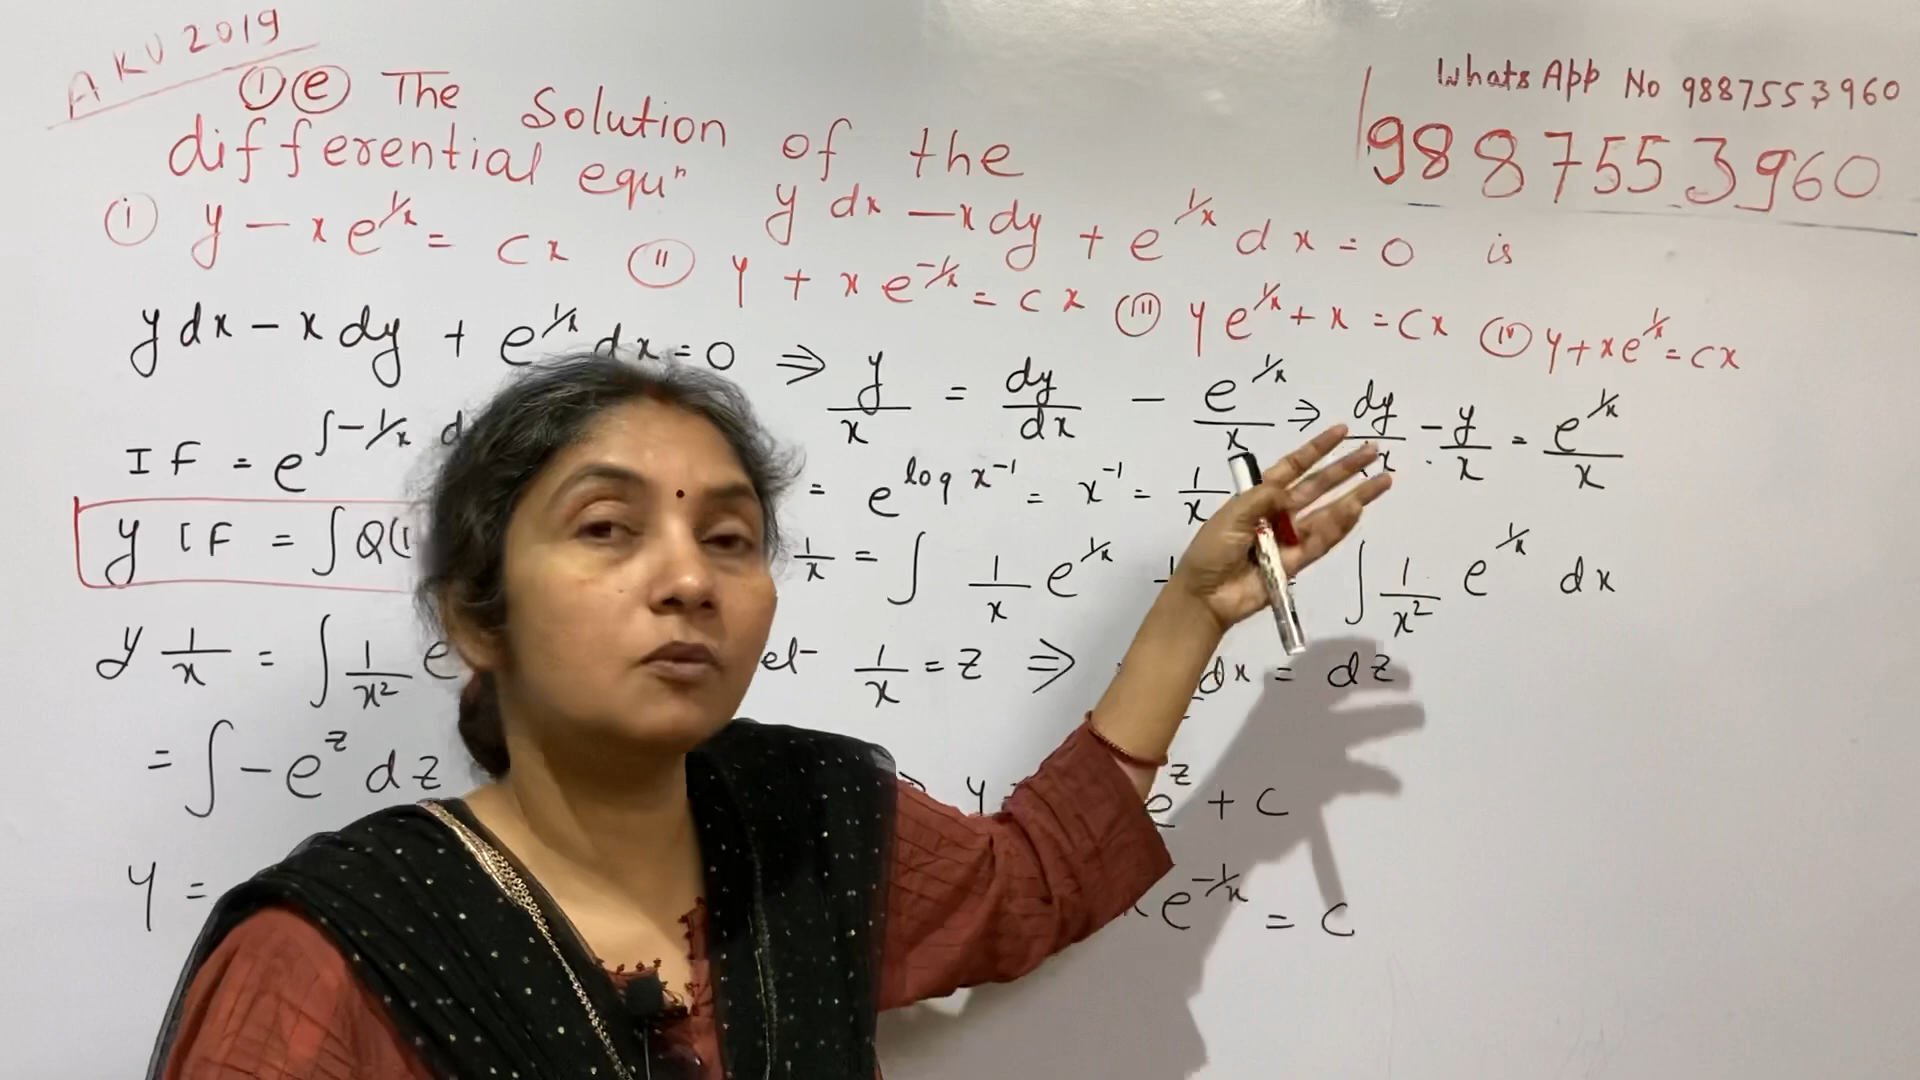 AKU 2019
WhatsApp No 9887553960
9887553960
① ⓔ The Solution of the
differential equⁿ y dx - x dy + e^{1/x} dx = 0 is
ⓘ y - x e^{1/x} = cx ⓘⓘ y + x e^{-1/x} = cx ⓘⓘⓘ y e^{1/x} + x = cx ⓘⓥ y + x e^{1/x} = cx
y dx - x dy + e^{1/x} dx = 0 ⇒ y/x = dy/dx - e^{1/x}/x ⇒ dy/dx - y/x = e^{1/x}/x
IF = e^{∫-1/x d = e^{log x^{-1}} = x^{-1} = 1/x
y IF = ∫Q(I 1/x = ∫ 1/x e^{1/x} ∫ 1/x² e^{1/x} dx
y 1/x = ∫ 1/x² e 1/x = z ⇒ dx = dz
= ∫ -e^z dz y e^z + c
y = e^{-1/x} = c